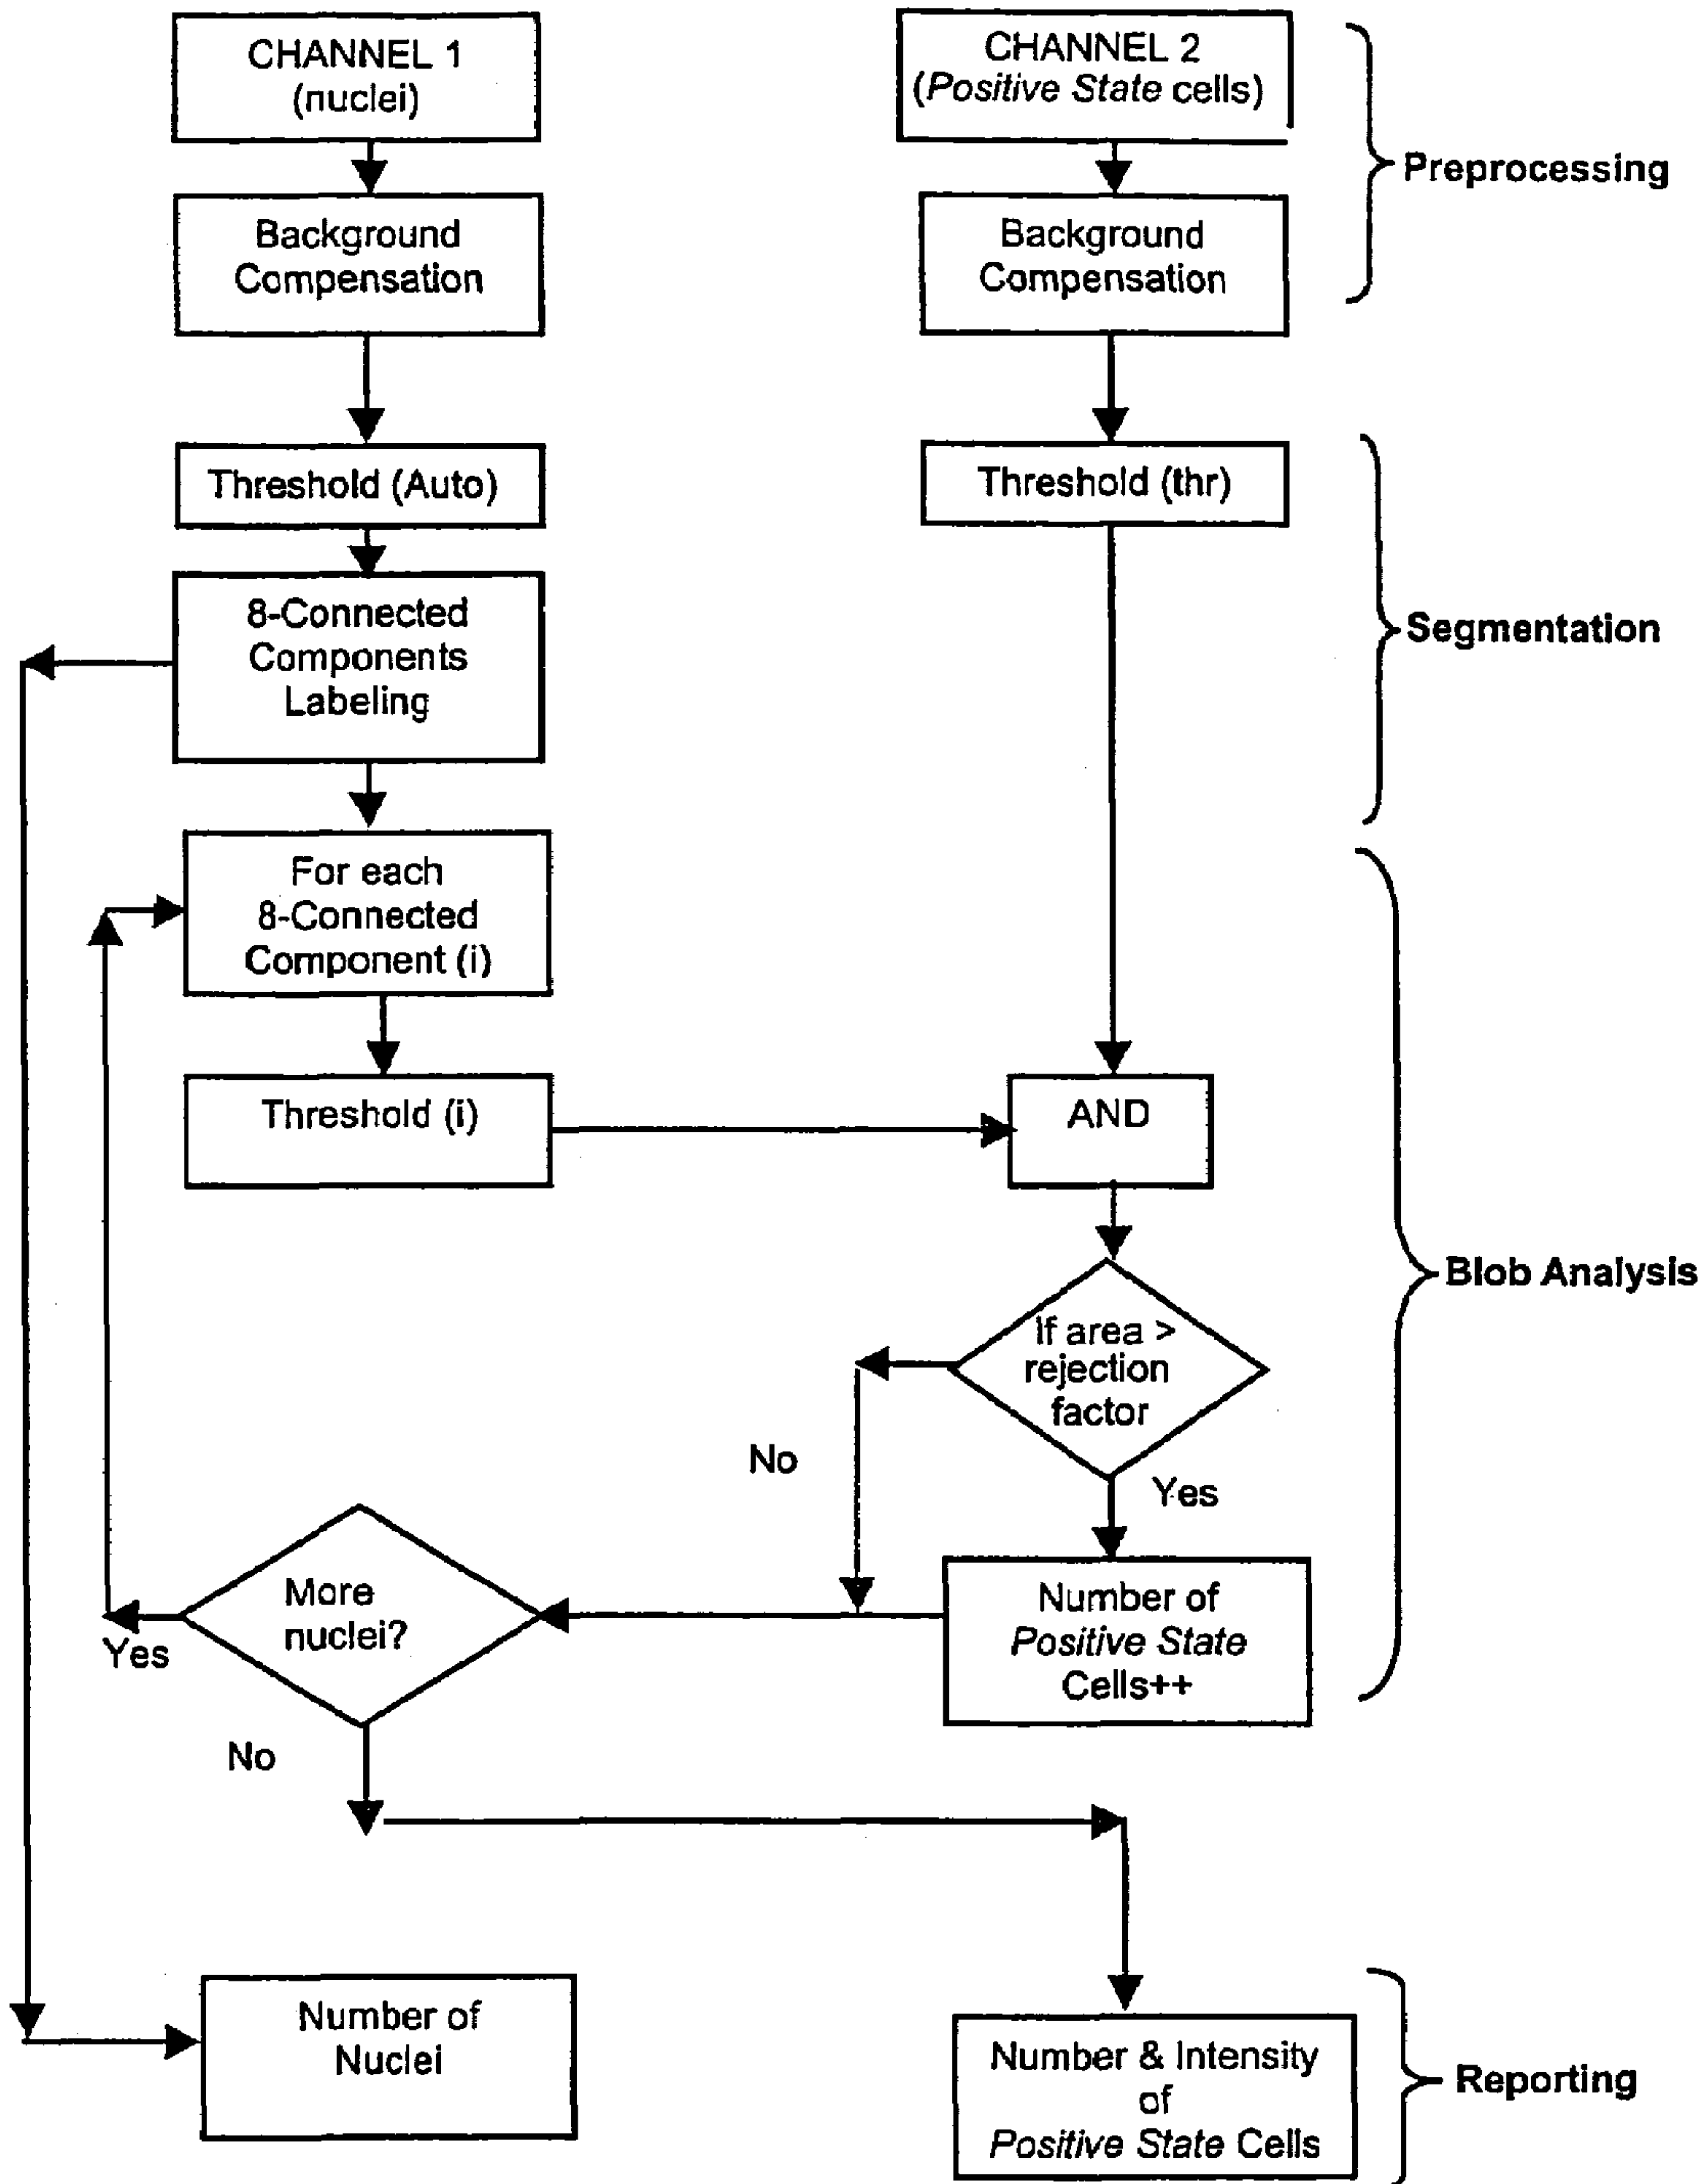 CHANNEL 1
(nuclei)
CHANNEL 2
(Positive State cells)
Preprocessing
Background
Compensation
Background
Compensation
Threshold (Auto)
Threshold (thr)
8-Connected
Components
Labeling
Segmentation
For each
8-Connected
Component (i)
Threshold (i)
AND
Blob Analysis
If area >
rejection
factor
No
Yes
More
nuclei?
Yes
No
Number of
Positive State
Cells++
Number of
Nuclei
Number & Intensity
of
Positive State Cells
Reporting